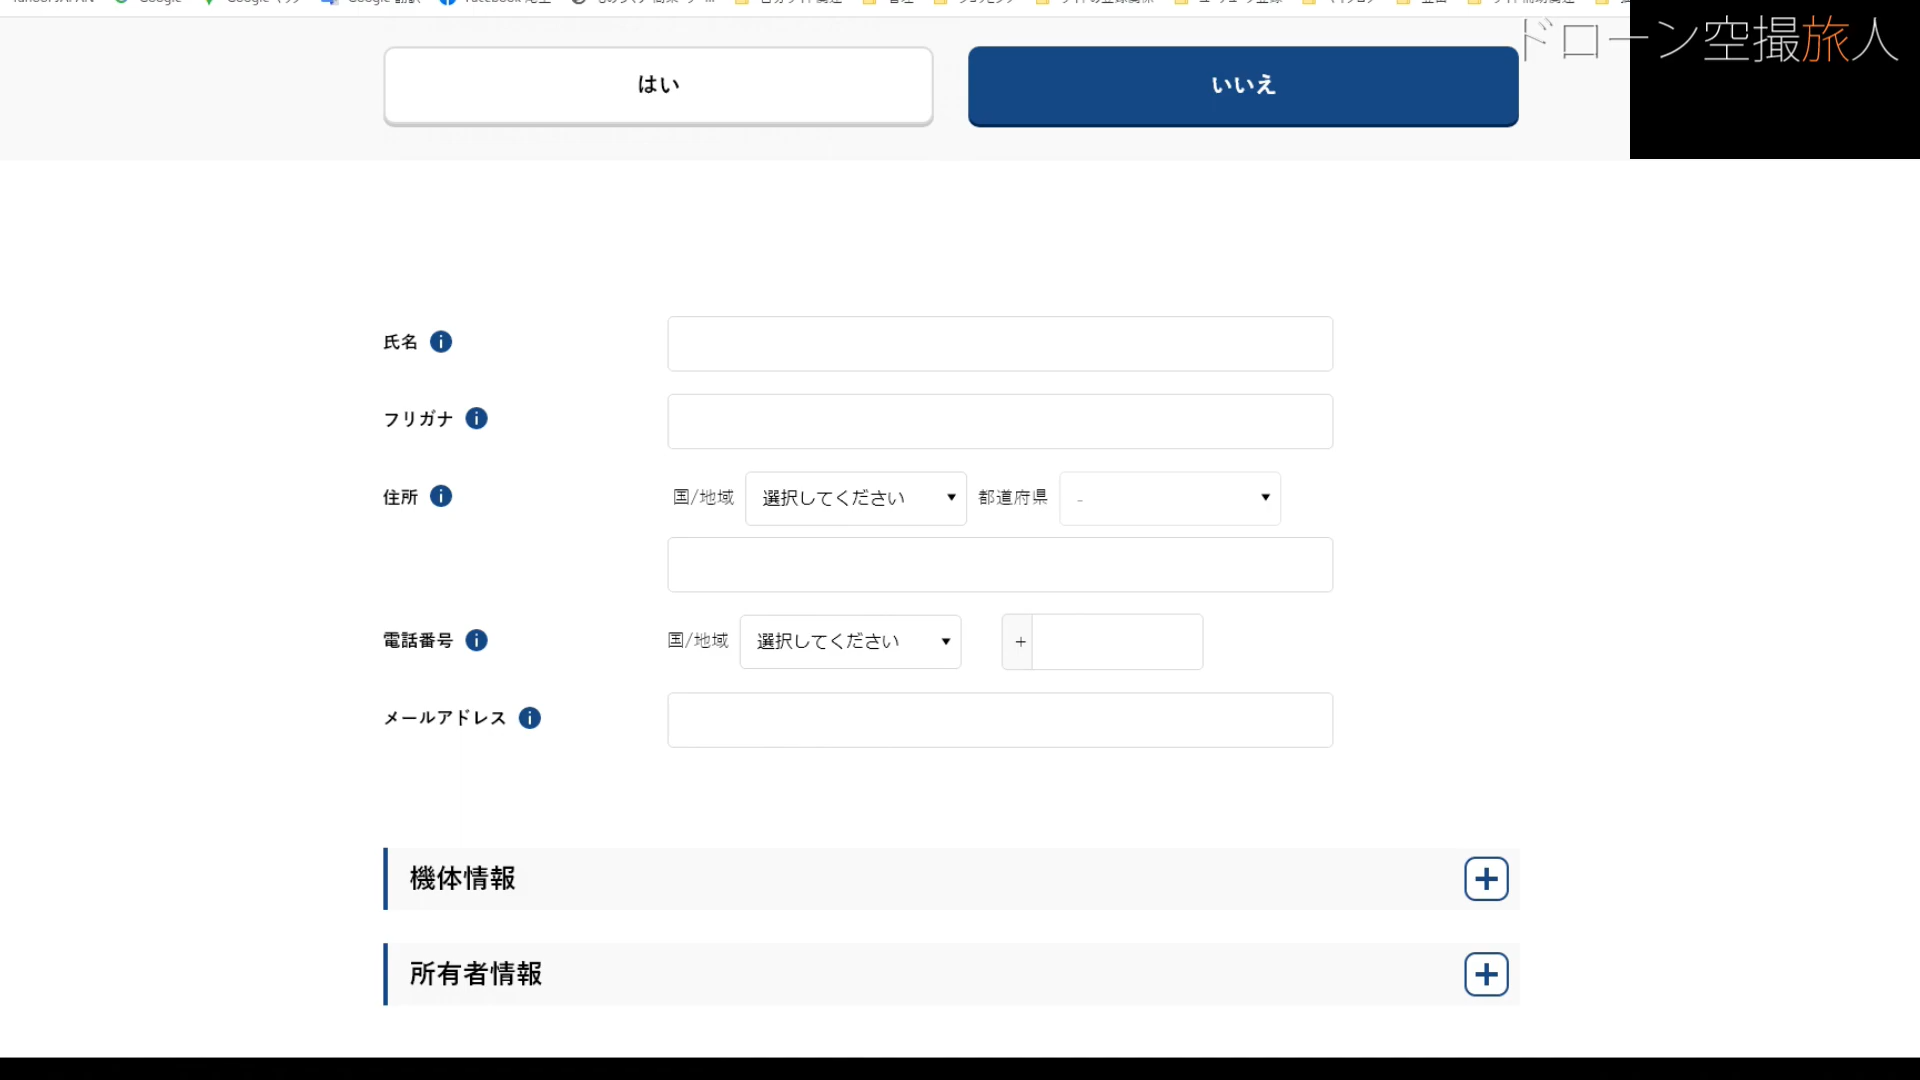 ドローン空撮旅人
はい
いいえ
氏名
フリガナ
住所 国/地域 選択してください 都道府県 -
電話番号 国/地域 選択してください +
メールアドレス
機体情報
所有者情報